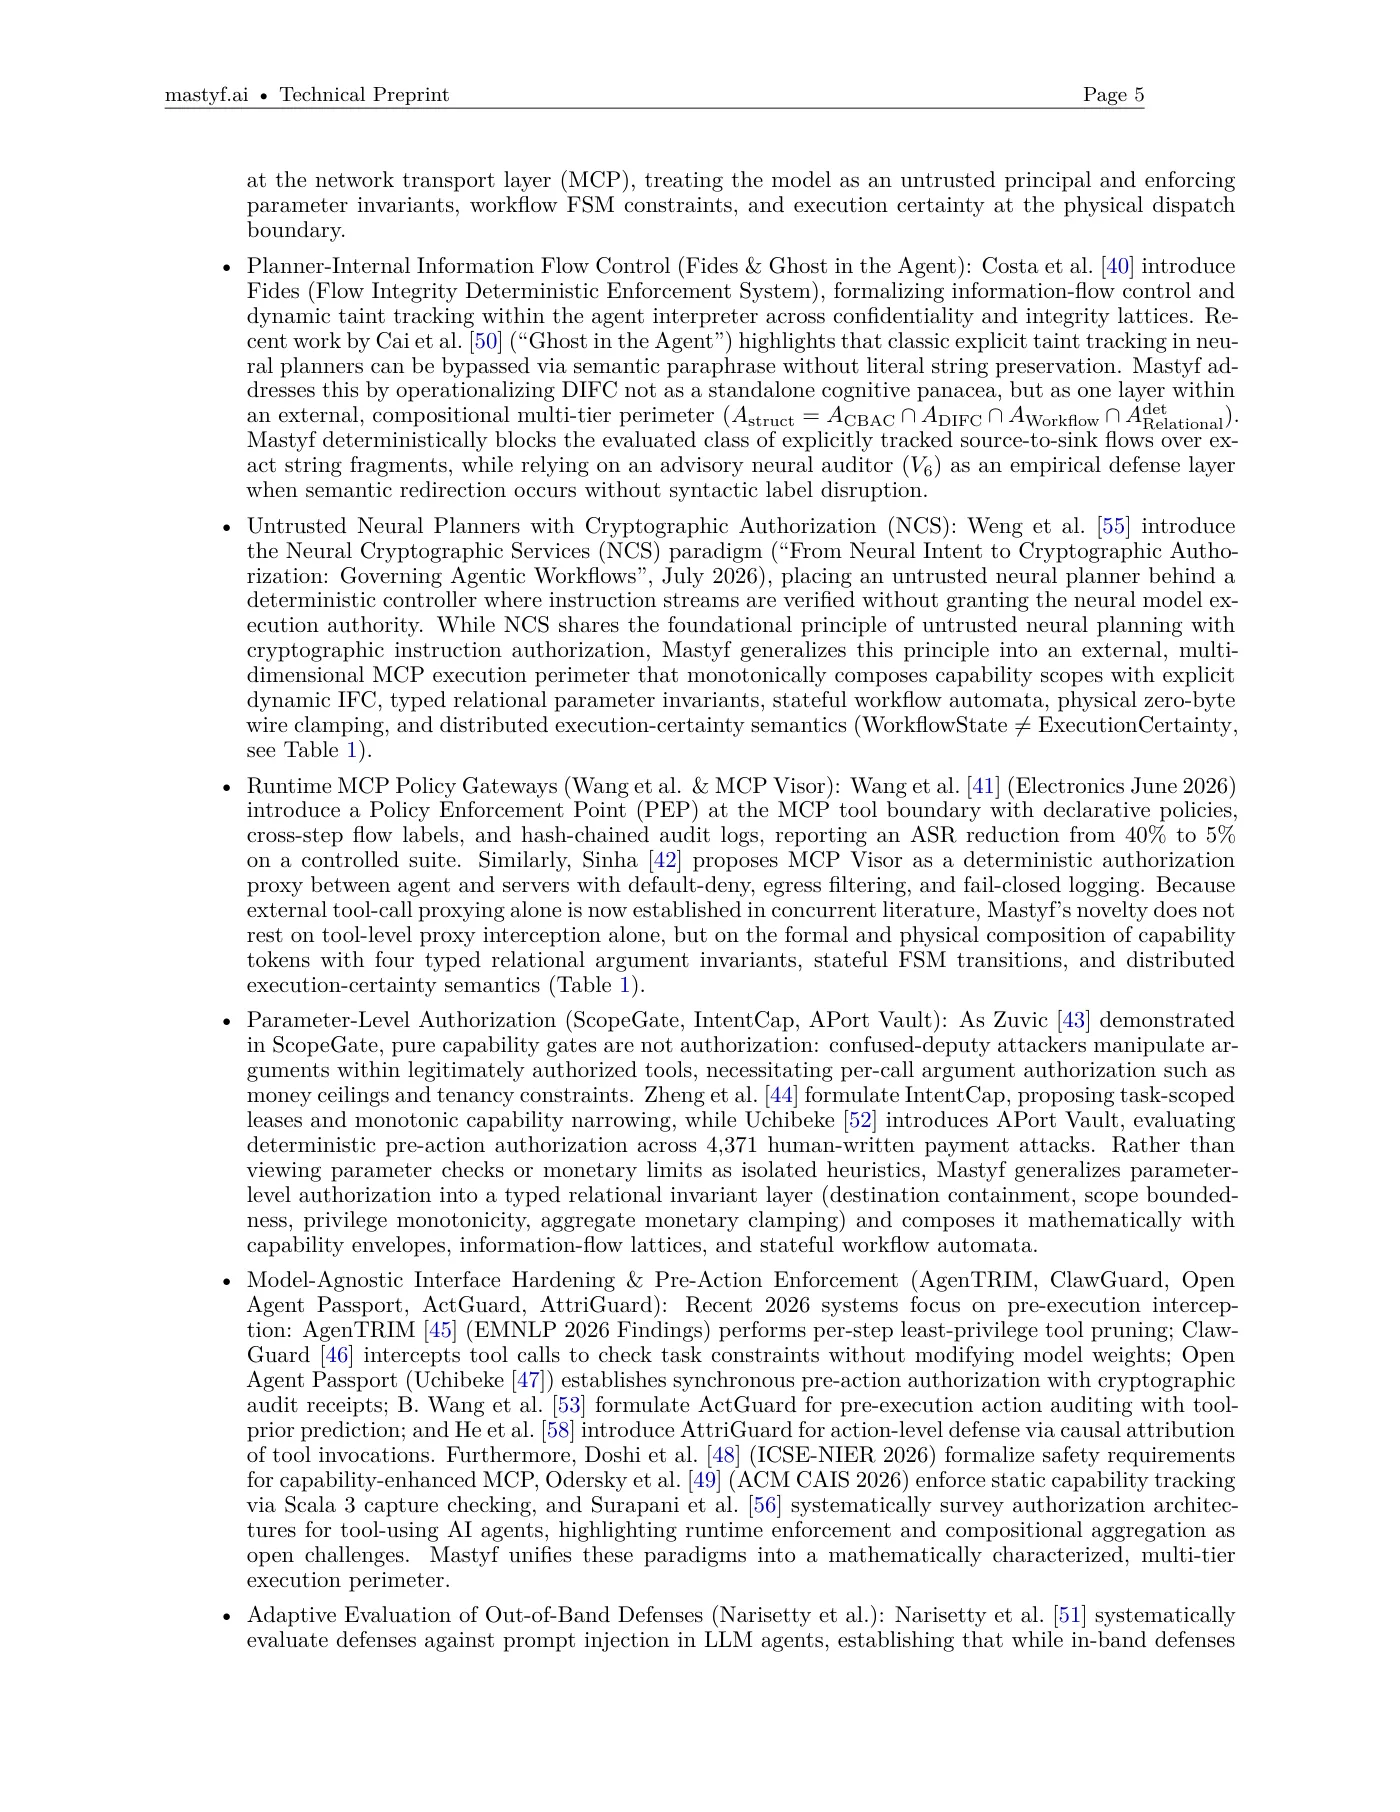 mastyf.ai • Technical Preprint Page 5
at the network transport layer (MCP), treating the model as an untrusted principal and enforcing
parameter invariants, workflow FSM constraints, and execution certainty at the physical dispatch
boundary.
• Planner-Internal Information Flow Control (Fides & Ghost in the Agent): Costa et al. [40] introduce
Fides (Flow Integrity Deterministic Enforcement System), formalizing information-flow control and
dynamic taint tracking within the agent interpreter across confidentiality and integrity lattices. Re-
cent work by Cai et al. [50] (“Ghost in the Agent”) highlights that classic explicit taint tracking in neu-
ral planners can be bypassed via semantic paraphrase without literal string preservation. Mastyf ad-
dresses this by operationalizing DIFC not as a standalone cognitive panacea, but as one layer within
an external, compositional multi-tier perimeter (A_struct = A_CBAC ∩ A_DIFC ∩ A_Workflow ∩ A^det_Relational).
Mastyf deterministically blocks the evaluated class of explicitly tracked source-to-sink flows over ex-
act string fragments, while relying on an advisory neural auditor (V₆) as an empirical defense layer
when semantic redirection occurs without syntactic label disruption.
• Untrusted Neural Planners with Cryptographic Authorization (NCS): Weng et al. [55] introduce
the Neural Cryptographic Services (NCS) paradigm (“From Neural Intent to Cryptographic Autho-
rization: Governing Agentic Workflows”, July 2026), placing an untrusted neural planner behind a
deterministic controller where instruction streams are verified without granting the neural model ex-
ecution authority. While NCS shares the foundational principle of untrusted neural planning with
cryptographic instruction authorization, Mastyf generalizes this principle into an external, multi-
dimensional MCP execution perimeter that monotonically composes capability scopes with explicit
dynamic IFC, typed relational parameter invariants, stateful workflow automata, physical zero-byte
wire clamping, and distributed execution-certainty semantics (WorkflowState ≠ ExecutionCertainty,
see Table 1).
• Runtime MCP Policy Gateways (Wang et al. & MCP Visor): Wang et al. [41] (Electronics June 2026)
introduce a Policy Enforcement Point (PEP) at the MCP tool boundary with declarative policies,
cross-step flow labels, and hash-chained audit logs, reporting an ASR reduction from 40% to 5%
on a controlled suite. Similarly, Sinha [42] proposes MCP Visor as a deterministic authorization
proxy between agent and servers with default-deny, egress filtering, and fail-closed logging. Because
external tool-call proxying alone is now established in concurrent literature, Mastyf’s novelty does not
rest on tool-level proxy interception alone, but on the formal and physical composition of capability
tokens with four typed relational argument invariants, stateful FSM transitions, and distributed
execution-certainty semantics (Table 1).
• Parameter-Level Authorization (ScopeGate, IntentCap, APort Vault): As Zuvic [43] demonstrated
in ScopeGate, pure capability gates are not authorization: confused-deputy attackers manipulate ar-
guments within legitimately authorized tools, necessitating per-call argument authorization such as
money ceilings and tenancy constraints. Zheng et al. [44] formulate IntentCap, proposing task-scoped
leases and monotonic capability narrowing, while Uchibeke [52] introduces APort Vault, evaluating
deterministic pre-action authorization across 4,371 human-written payment attacks. Rather than
viewing parameter checks or monetary limits as isolated heuristics, Mastyf generalizes parameter-
level authorization into a typed relational invariant layer (destination containment, scope bounded-
ness, privilege monotonicity, aggregate monetary clamping) and composes it mathematically with
capability envelopes, information-flow lattices, and stateful workflow automata.
• Model-Agnostic Interface Hardening & Pre-Action Enforcement (AgenTRIM, ClawGuard, Open
Agent Passport, ActGuard, AttriGuard): Recent 2026 systems focus on pre-execution intercep-
tion: AgenTRIM [45] (EMNLP 2026 Findings) performs per-step least-privilege tool pruning; Claw-
Guard [46] intercepts tool calls to check task constraints without modifying model weights; Open
Agent Passport (Uchibeke [47]) establishes synchronous pre-action authorization with cryptographic
audit receipts; B. Wang et al. [53] formulate ActGuard for pre-execution action auditing with tool-
prior prediction; and He et al. [58] introduce AttriGuard for action-level defense via causal attribution
of tool invocations. Furthermore, Doshi et al. [48] (ICSE-NIER 2026) formalize safety requirements
for capability-enhanced MCP, Odersky et al. [49] (ACM CAIS 2026) enforce static capability tracking
via Scala 3 capture checking, and Surapani et al. [56] systematically survey authorization architec-
tures for tool-using AI agents, highlighting runtime enforcement and compositional aggregation as
open challenges. Mastyf unifies these paradigms into a mathematically characterized, multi-tier
execution perimeter.
• Adaptive Evaluation of Out-of-Band Defenses (Narisetty et al.): Narisetty et al. [51] systematically
evaluate defenses against prompt injection in LLM agents, establishing that while in-band defenses